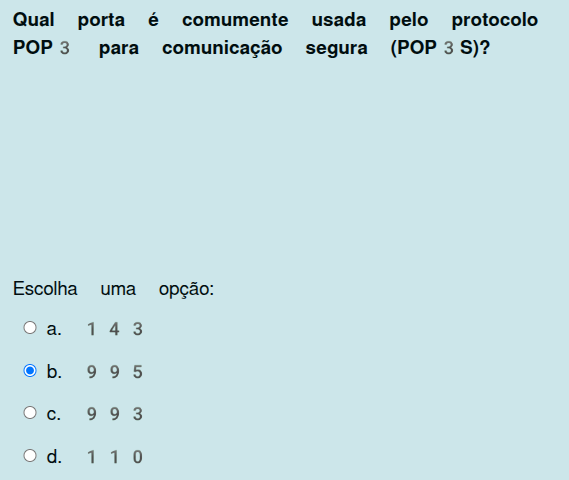 Qual porta é comumente usada pelo protocolo
POP 3 para comunicação segura (POP 3 S)?
Escolha uma opção:
a. 1 4 3
b. 9 9 5
c. 9 9 3
d. 1 1 0